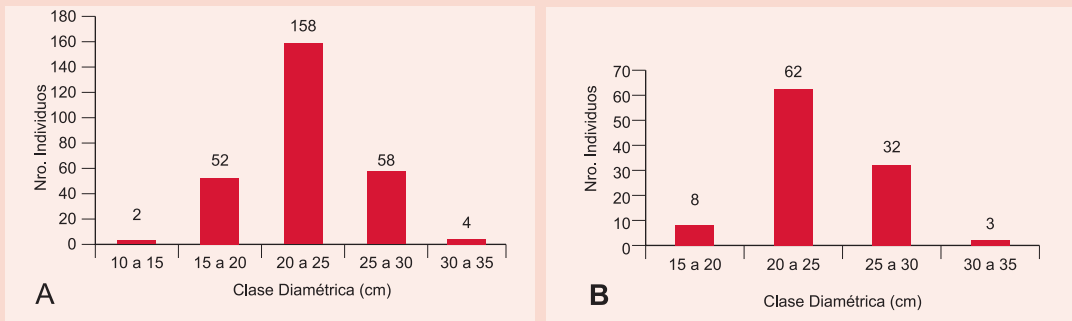 180
160
140
120
100
80
60
40
20
0
Nro. Individuos
2
52
158
58
4
10 a 15
15 a 20
20 a 25
25 a 30
30 a 35
Clase Diamétrica (cm)
A
70
60
50
40
30
20
10
0
Nro. Individuos
8
62
32
3
15 a 20
20 a 25
25 a 30
30 a 35
Clase Diamétrica (cm)
B